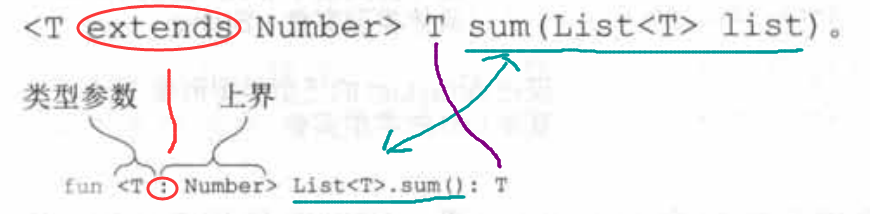 <T extends Number> T sum(List<T> list)。
类型参数 上界
fun <T : Number> List<T>.sum(): T